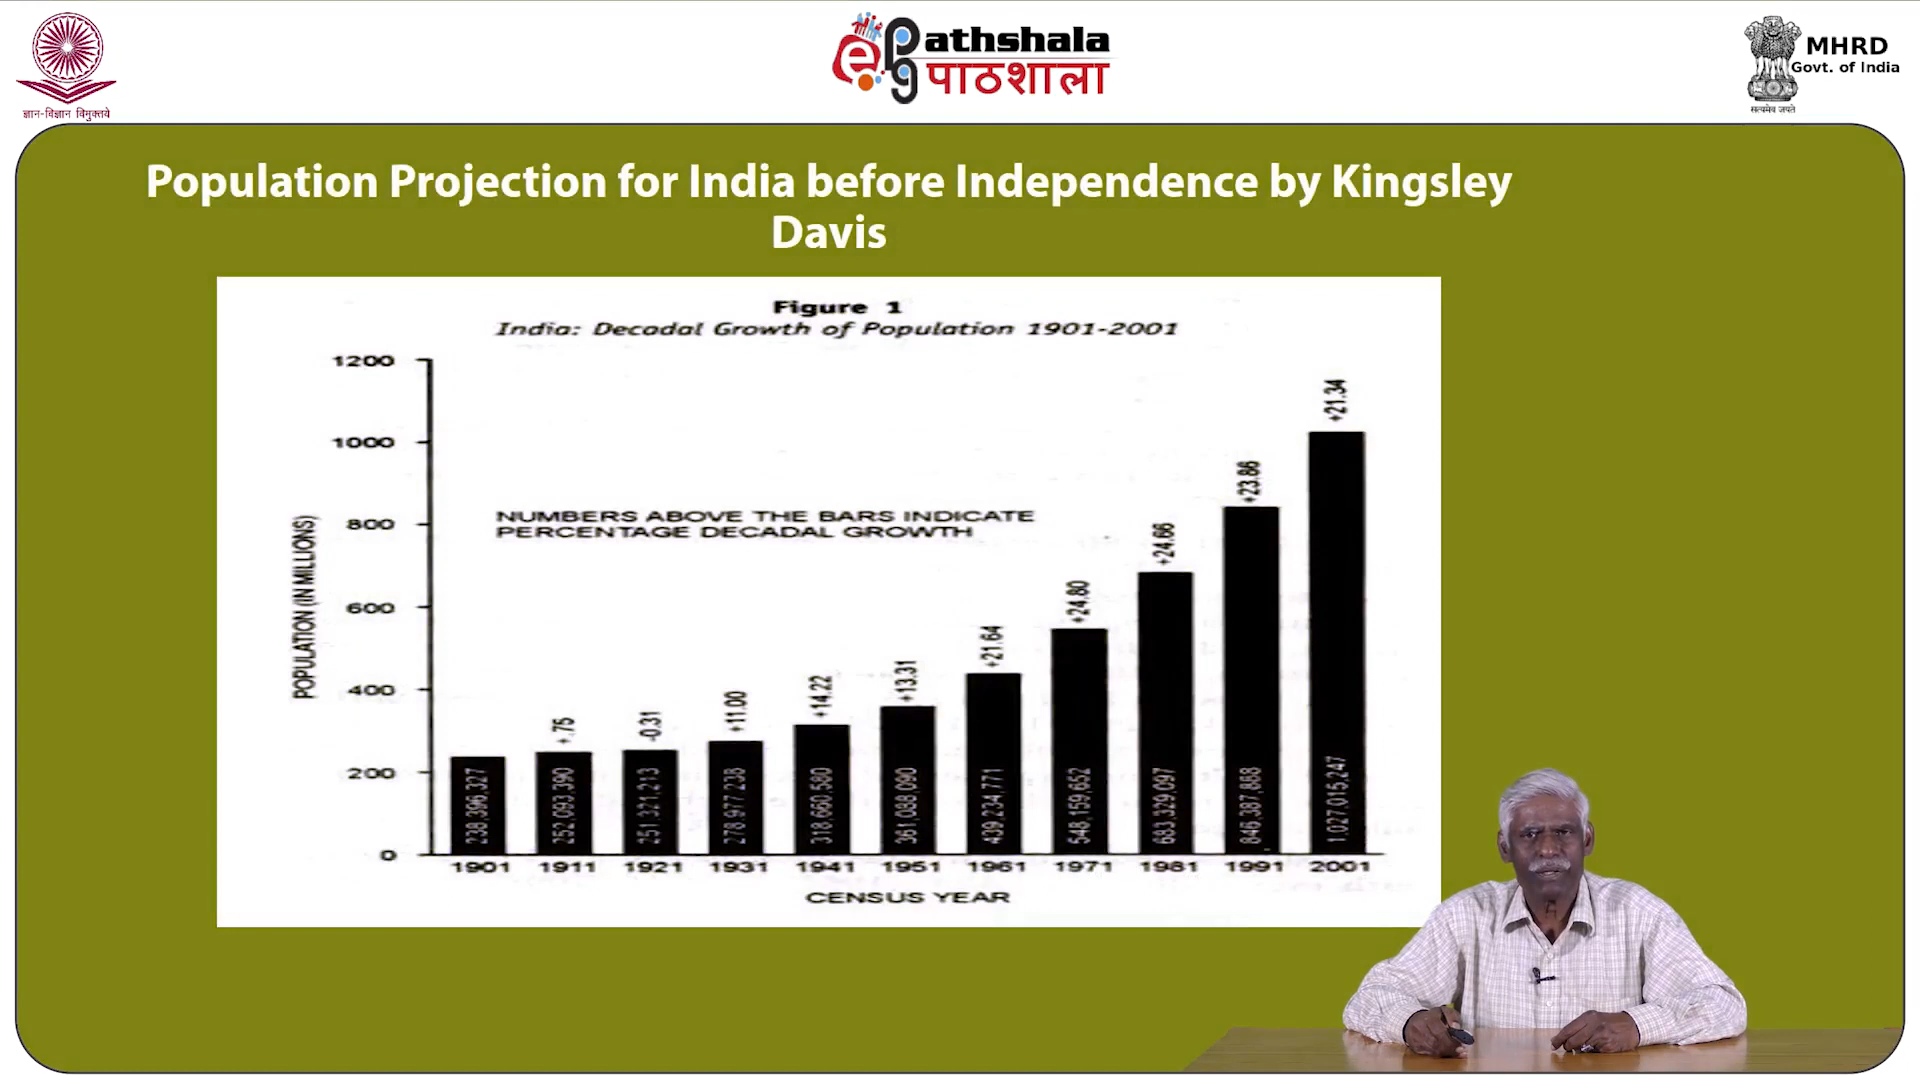 ज्ञान-विज्ञान विमुक्तये
ePG Pathshala
पाठशाला
MHRD
Govt. of India
सत्यमेव जयते
Population Projection for India before Independence by Kingsley
Davis
Figure 1
India: Decadal Growth of Population 1901-2001
NUMBERS ABOVE THE BARS INDICATE
PERCENTAGE DECADAL GROWTH
POPULATION (IN MILLIONS)
1200
1000
800
600
400
200
0
+.75
-0.31
+11.00
+14.22
+13.31
+21.64
+24.80
+24.66
+23.86
+21.34
238,396,327
252,093,390
251,321,213
278,977,238
318,660,580
361,088,090
439,234,771
548,159,652
683,329,097
846,387,888
1,027,015,247
1901 1911 1921 1931 1941 1951 1961 1971 1981 1991 2001
CENSUS YEAR